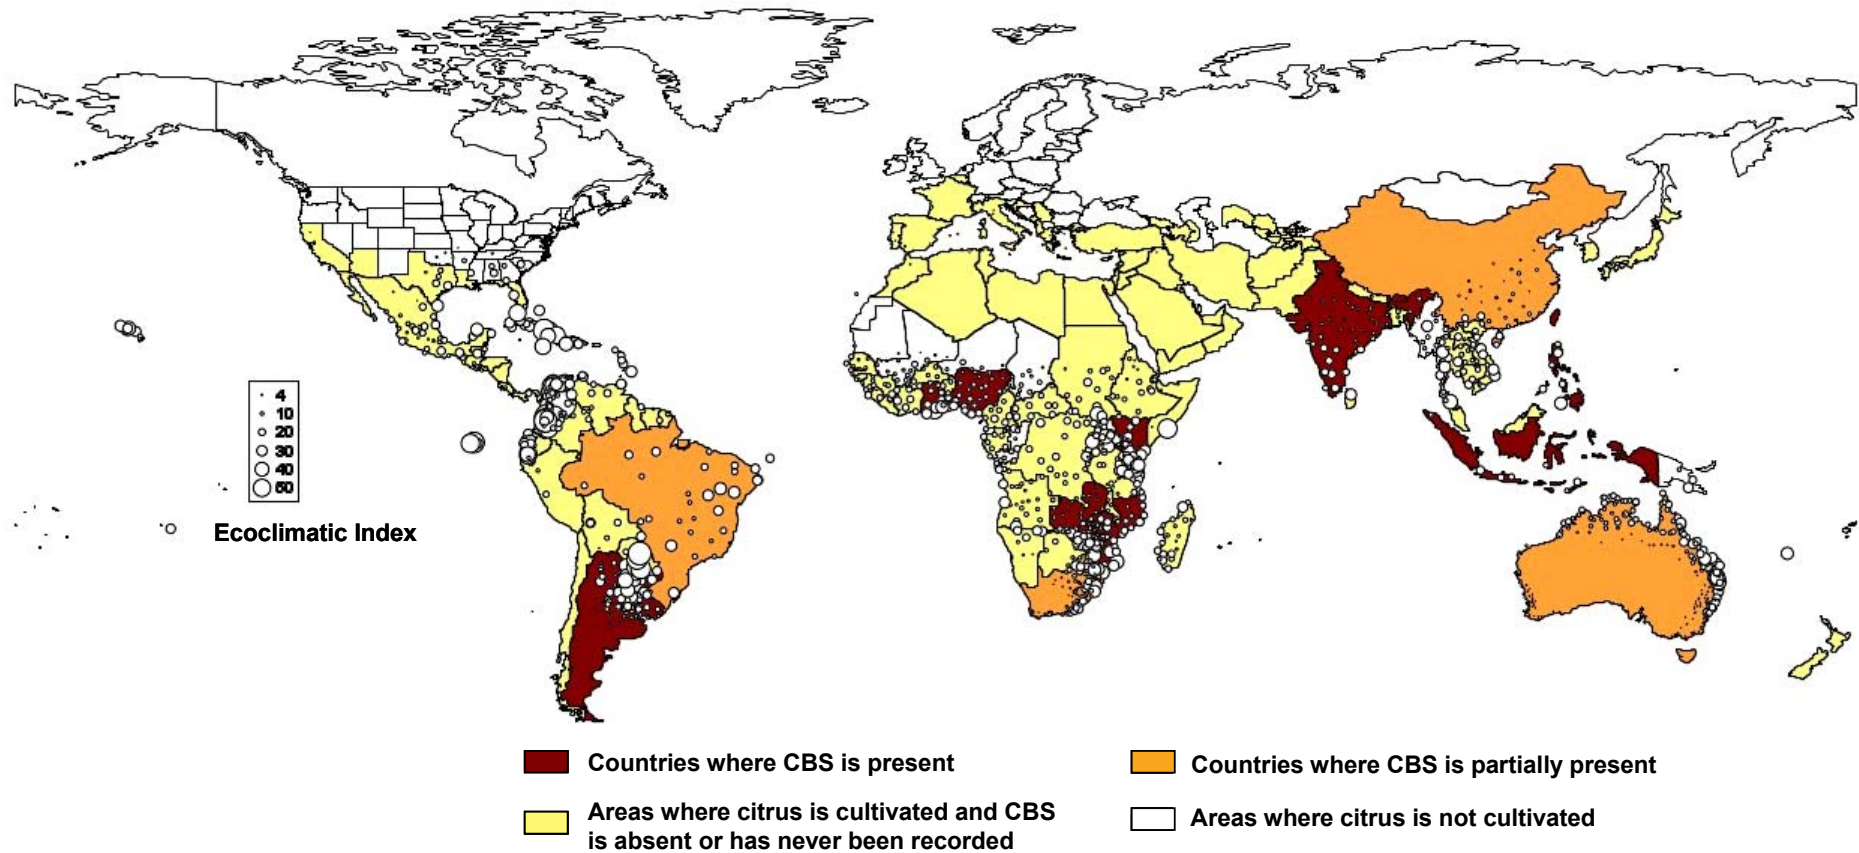 4
10
20
30
40
50
Ecoclimatic Index
Countries where CBS is present
Countries where CBS is partially present
Areas where citrus is cultivated and CBS
is absent or has never been recorded
Areas where citrus is not cultivated